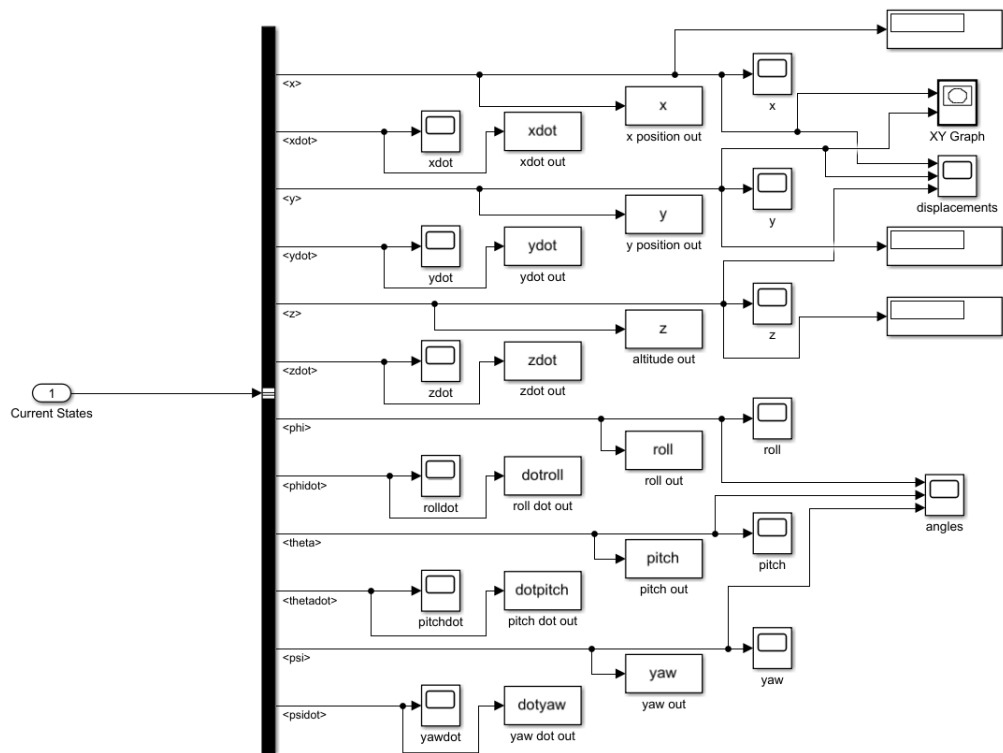 <x>
x
x position out
x
XY Graph
<xdot>
xdot
xdot
xdot out
<y>
y
y position out
y
displacements
<ydot>
ydot
ydot
ydot out
<z>
z
altitude out
z
<zdot>
zdot
zdot
zdot out
1
Current States
<phi>
roll
roll out
roll
<phidot>
rolldot
dotroll
roll dot out
angles
<theta>
pitch
pitch out
pitch
<thetadot>
pitchdot
dotpitch
pitch dot out
<psi>
yaw
yaw out
yaw
<psidot>
yawdot
dotyaw
yaw dot out